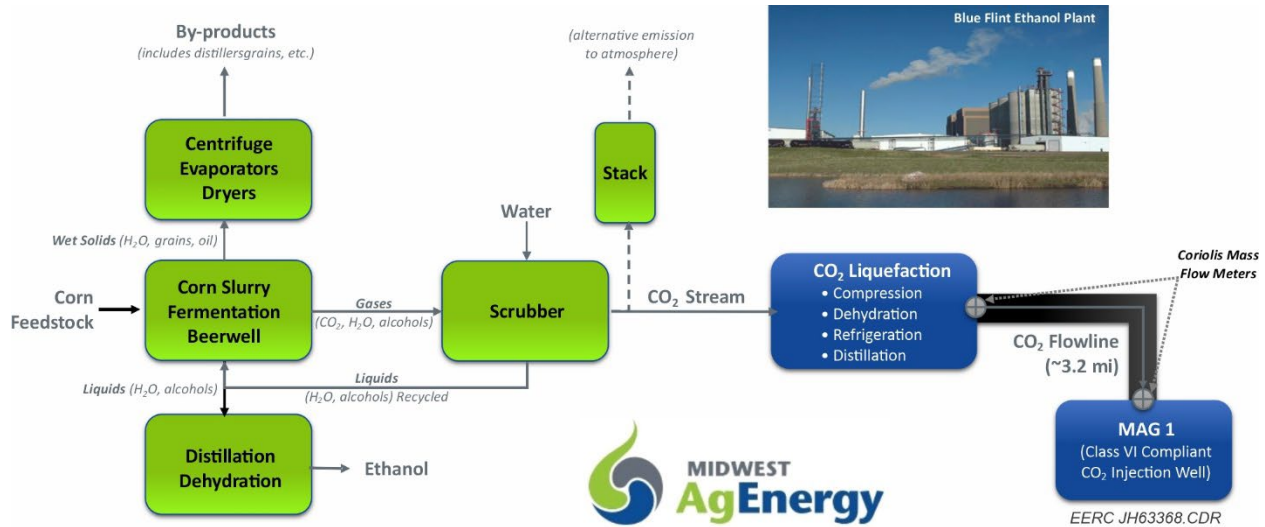 By-products
(includes distillersgrains, etc.)
(alternative emission
to atmosphere)
Blue Flint Ethanol Plant
Centrifuge
Evaporators
Dryers
Stack
Water
Wet Solids (H₂O, grains, oil)
Corn
Feedstock
Corn Slurry
Fermentation
Beerwell
Gases
(CO₂, H₂O, alcohols)
Scrubber
CO₂ Stream
CO₂ Liquefaction
• Compression
• Dehydration
• Refrigeration
• Distillation
Coriolis Mass
Flow Meters
CO₂ Flowline
(~3.2 mi)
Liquids (H₂O, alcohols)
Liquids
(H₂O, alcohols) Recycled
Distillation
Dehydration
Ethanol
MIDWEST
AgEnergy
MAG 1
(Class VI Compliant
CO₂ Injection Well)
EERC JH63368.CDR